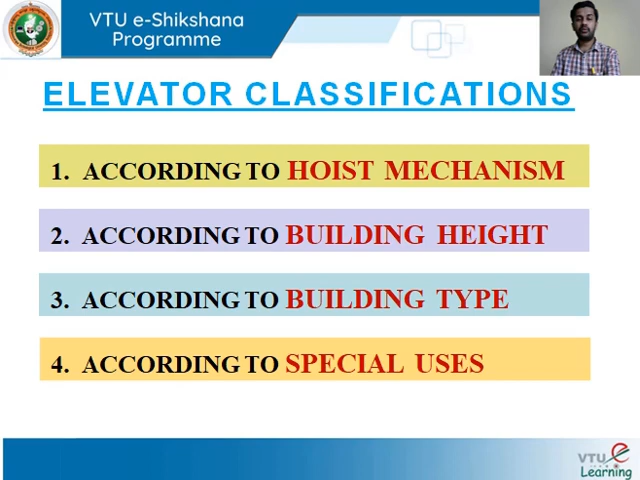 VTU e-Shikshana
Programme
ELEVATOR CLASSIFICATIONS
1. ACCORDING TO HOIST MECHANISM
2. ACCORDING TO BUILDING HEIGHT
3. ACCORDING TO BUILDING TYPE
4. ACCORDING TO SPECIAL USES
VTU e
Learning